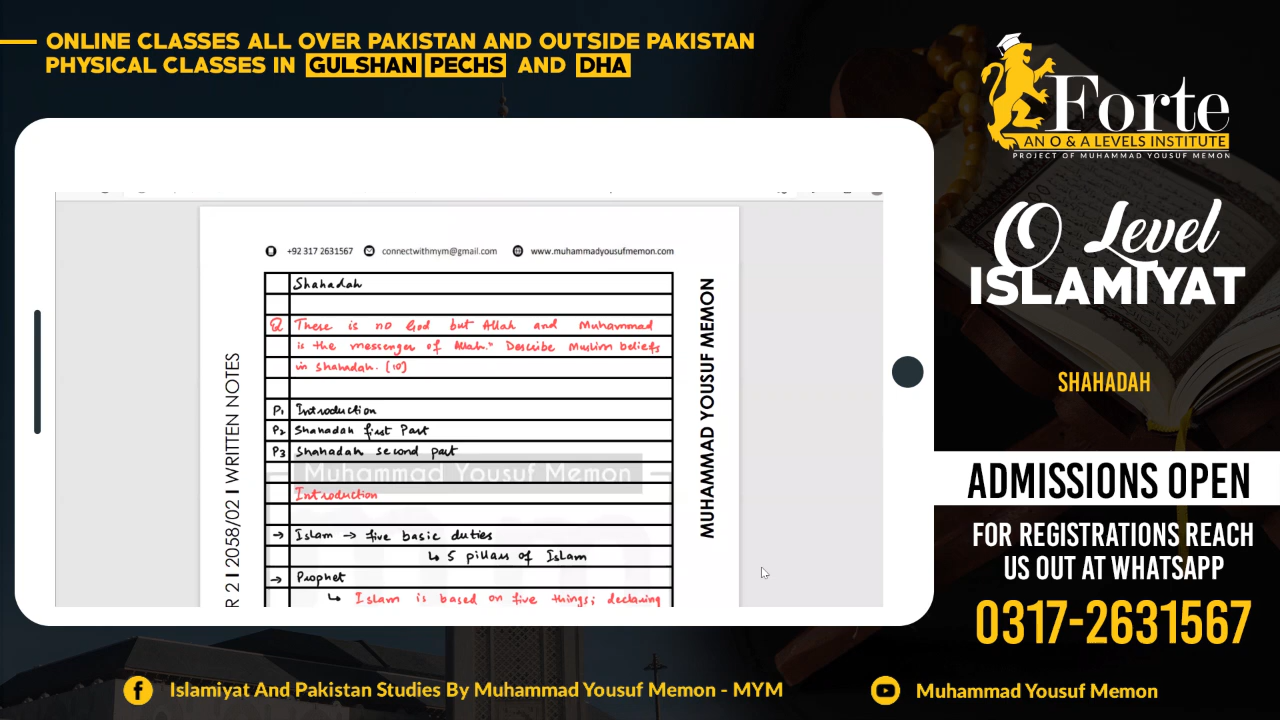 ONLINE CLASSES ALL OVER PAKISTAN AND OUTSIDE PAKISTAN
PHYSICAL CLASSES IN GULSHAN PECHS AND DHA
Forte
AN O & A LEVELS INSTITUTE
PROJECT OF MUHAMMAD YOUSUF MEMON
O Level
ISLAMIYAT
SHAHADAH
ADMISSIONS OPEN
FOR REGISTRATIONS REACH
US OUT AT WHATSAPP
0317-2631567
+92 317 2631567 connectwithmym@gmail.com www.muhammadyousufmemon.com
Shahadah
Q There is no God but Allah and Muhammad
is the messenger of Allah." Describe Muslim beliefs
in shahadah. [10]
P1 Introduction
P2 Shahadah first Part
P3 Shahadah second part
Muhammad Yousuf Memon
Introduction
→ Islam → five basic duties
↳ 5 pillars of Islam
→ Prophet
↳ Islam is based on five things; declaring
R 2 I 2058/02 I WRITTEN NOTES
MUHAMMAD YOUSUF MEMON
Islamiyat And Pakistan Studies By Muhammad Yousuf Memon - MYM
Muhammad Yousuf Memon